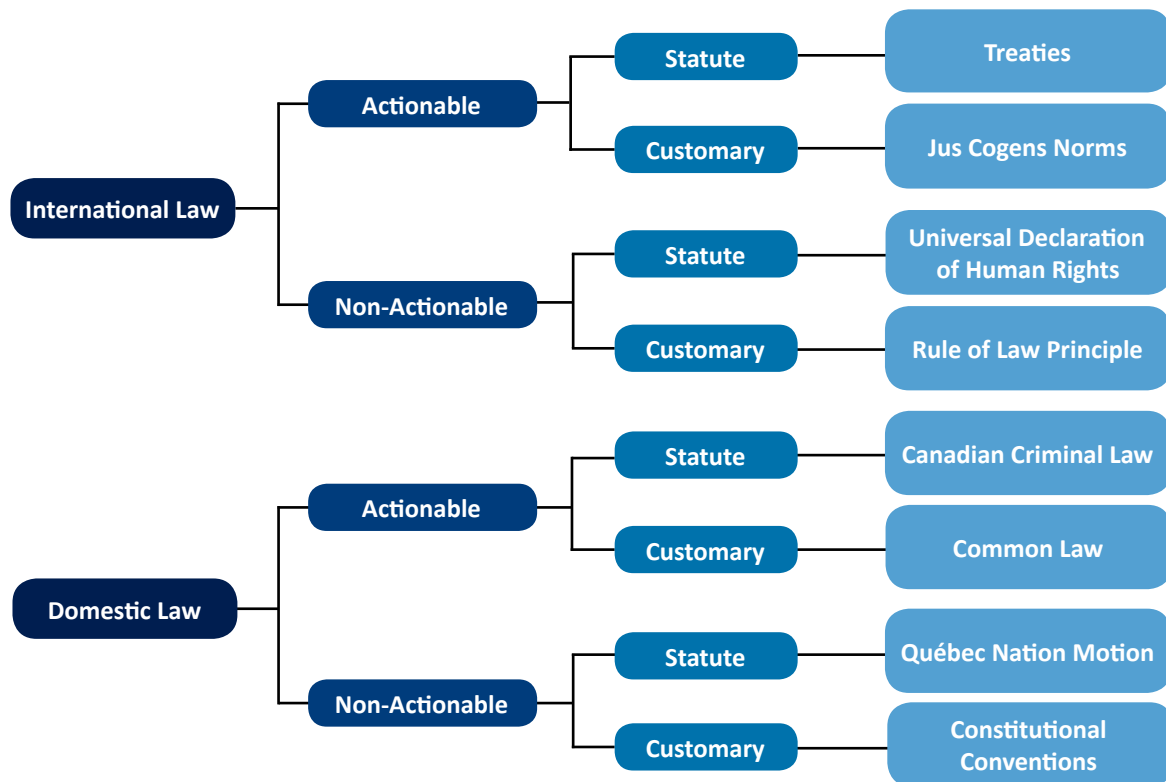 International Law
Actionable
Statute
Treaties
Customary
Jus Cogens Norms
Non-Actionable
Statute
Universal Declaration
of Human Rights
Customary
Rule of Law Principle
Domestic Law
Actionable
Statute
Canadian Criminal Law
Customary
Common Law
Non-Actionable
Statute
Québec Nation Motion
Customary
Constitutional
Conventions